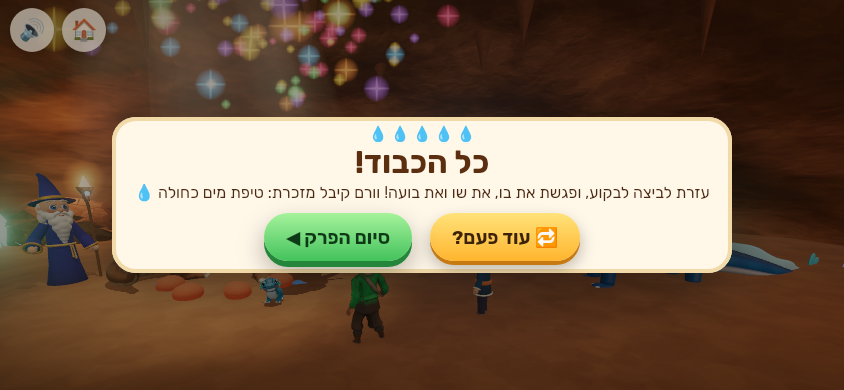 כל הכבוד!
עזרת לביצה לבקוע, ופגשת את בו, את שו ואת בועה! וורם קיבל מזכרת: טיפת מים כחולה 💧
🔁 עוד פעם?
סיום הפרק ◀